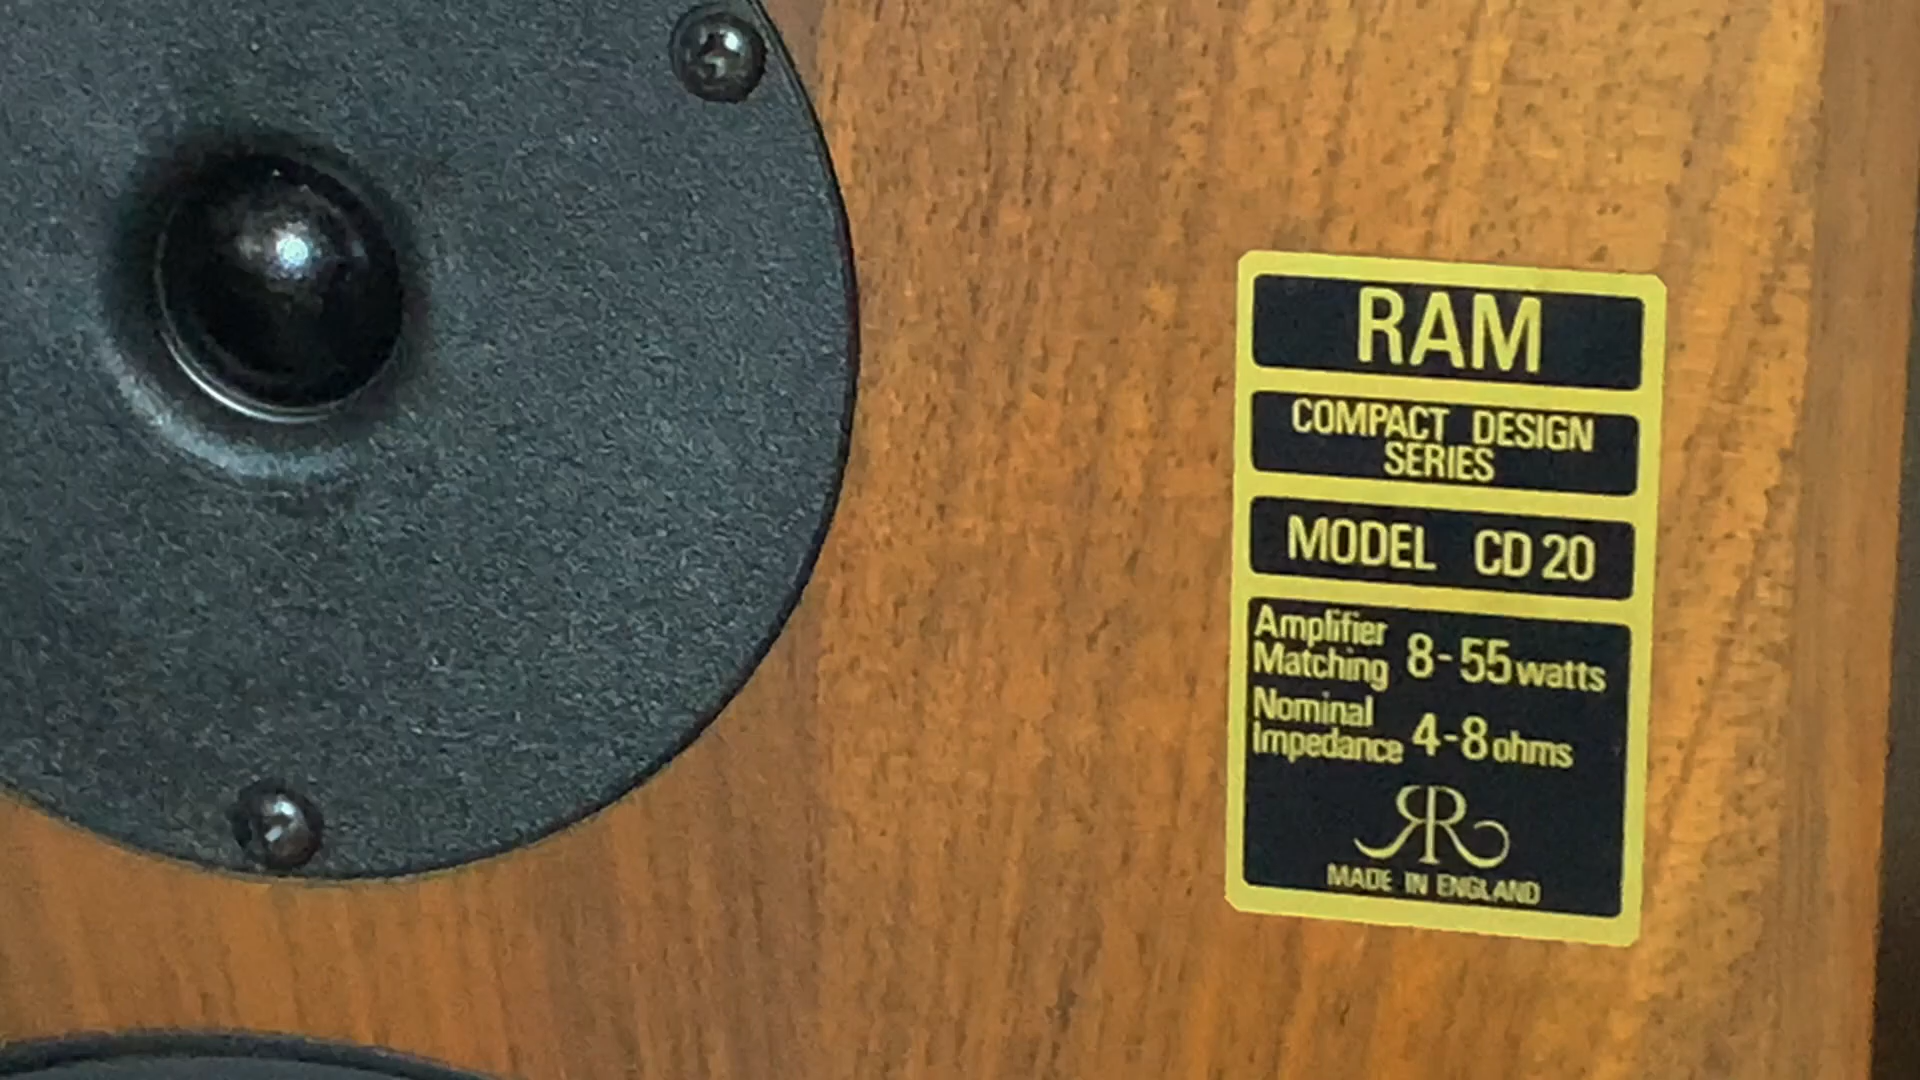 RAM
COMPACT DESIGN
SERIES
MODEL CD 20
Amplifier
Matching 8-55 watts
Nominal
Impedance 4-8 ohms
MADE IN ENGLAND